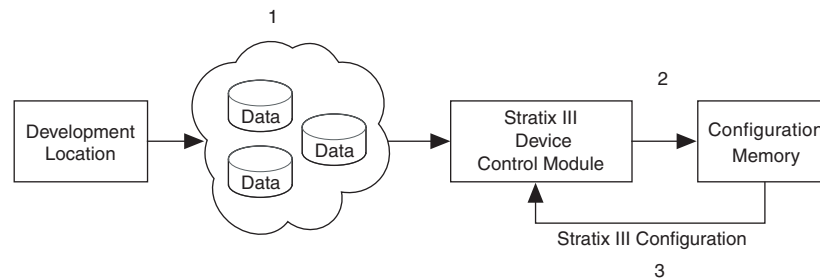 1
Development
Location
Data
Data
Data
Stratix III
Device
Control Module
2
Configuration
Memory
Stratix III Configuration
3